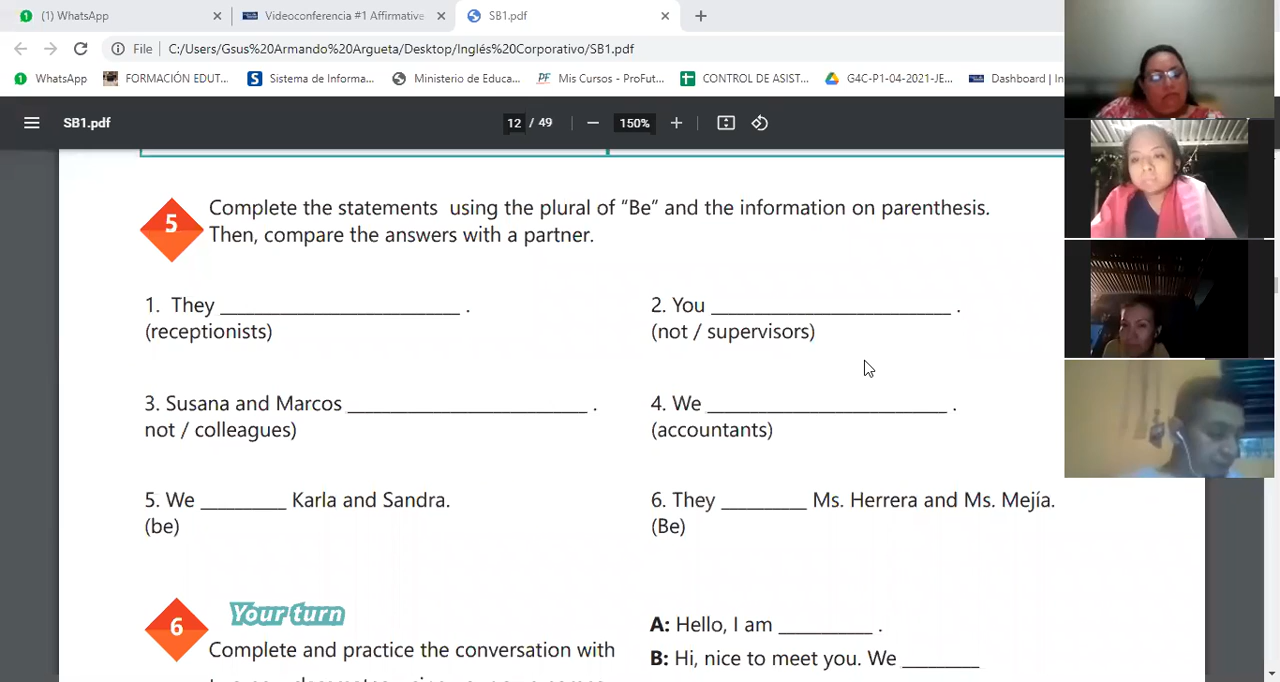 (1) WhatsApp
Videoconferencia #1 Affirmative
SB1.pdf
File C:/Users/Gsus%20Armando%20Argueta/Desktop/Inglés%20Corporativo/SB1.pdf
WhatsApp FORMACIÓN EDUT... Sistema de Informa... Ministerio de Educa... PF Mis Cursos - ProFut... CONTROL DE ASIST... G4C-P1-04-2021-JE... Dashboard | In
SB1.pdf 12 / 49 150%
5 Complete the statements using the plural of “Be” and the information on parenthesis.
Then, compare the answers with a partner.
1. They _________________________ .
(receptionists)
2. You _________________________ .
(not / supervisors)
3. Susana and Marcos _________________________ .
not / colleagues)
4. We _________________________ .
(accountants)
5. We _________ Karla and Sandra.
(be)
6. They _________ Ms. Herrera and Ms. Mejía.
(Be)
6 Your turn
Complete and practice the conversation with
A: Hello, I am __________ .
B: Hi, nice to meet you. We ________